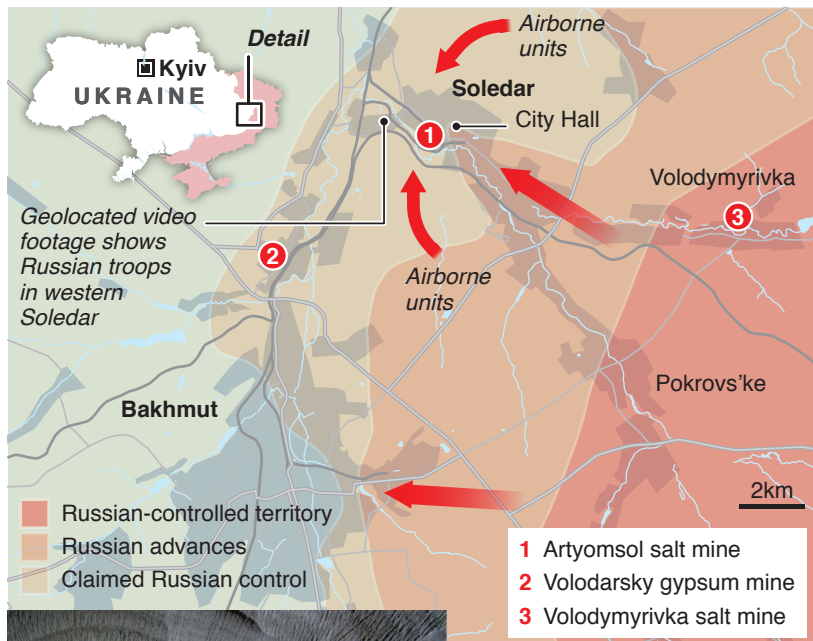 Detail
Kyiv
UKRAINE
Airborne
units
Soledar
City Hall
1
Volodymyrivka
3
Geolocated video
footage shows
Russian troops
in western
Soledar
2
Airborne
units
Bakhmut
Pokrovs'ke
2km
Russian-controlled territory
Russian advances
Claimed Russian control
1 Artyomsol salt mine
2 Volodarsky gypsum mine
3 Volodymyrivka salt mine